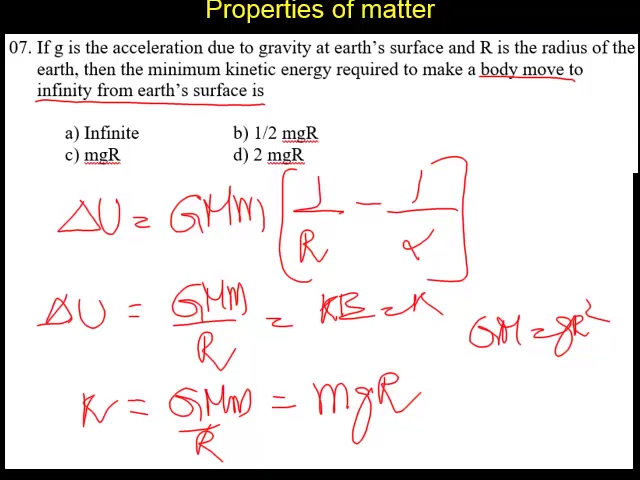 Properties of matter
07. If g is the acceleration due to gravity at earth's surface and R is the radius of the
earth, then the minimum kinetic energy required to make a body move to
infinity from earth's surface is
a) Infinite b) 1/2 mgR
c) mgR d) 2 mgR
ΔU = GMm [1/R - 1/r]
ΔU = GMm/R = KE = K
GM = gR²
K = GMm/R = mgR